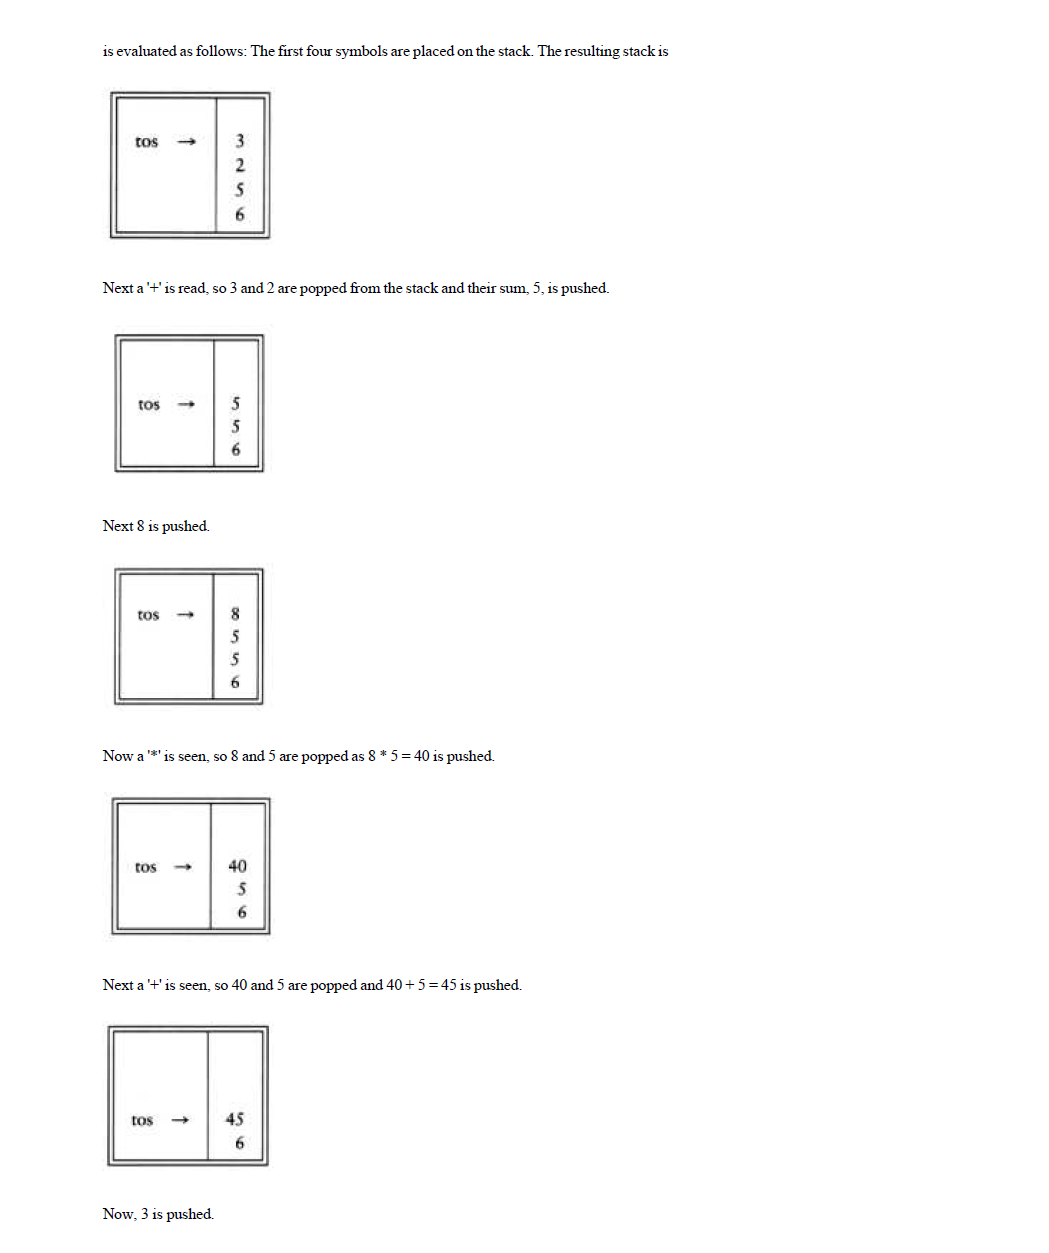 is evaluated as follows: The first four symbols are placed on the stack. The resulting stack is
tos → 3
2
5
6
Next a '+' is read, so 3 and 2 are popped from the stack and their sum, 5, is pushed.
tos → 5
5
6
Next 8 is pushed.
tos → 8
5
5
6
Now a '*' is seen, so 8 and 5 are popped as 8 * 5 = 40 is pushed.
tos → 40
5
6
Next a '+' is seen, so 40 and 5 are popped and 40 + 5 = 45 is pushed.
tos → 45
6
Now, 3 is pushed.